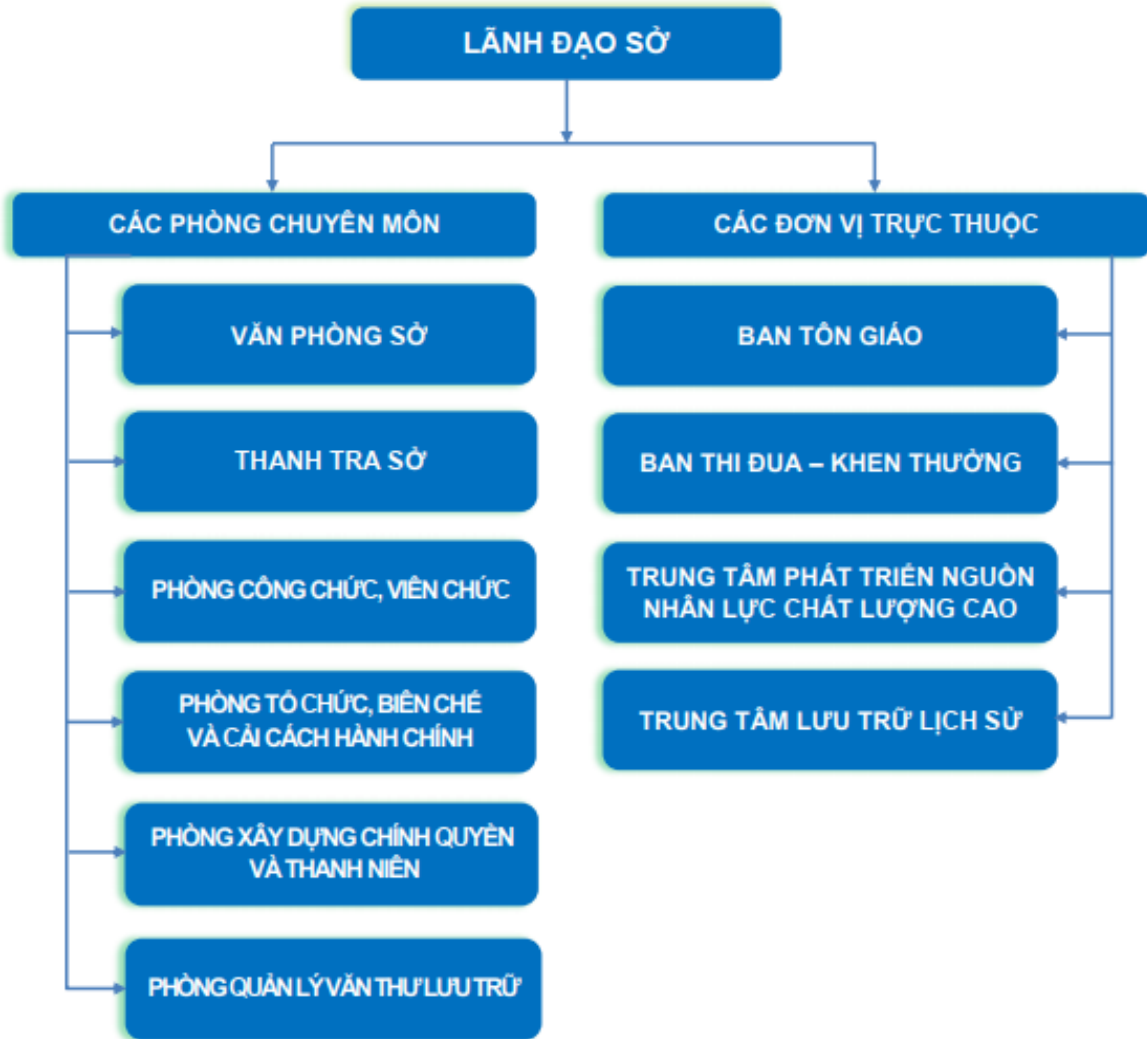 LÃNH ĐẠO SỞ
CÁC PHÒNG CHUYÊN MÔN
VĂN PHÒNG SỞ
THANH TRA SỞ
PHÒNG CÔNG CHỨC, VIÊN CHỨC
PHÒNG TỔ CHỨC, BIÊN CHẾ
VÀ CẢI CÁCH HÀNH CHÍNH
PHÒNG XÂY DỰNG CHÍNH QUYỀN
VÀ THANH NIÊN
PHÒNG QUẢN LÝ VĂN THƯ LƯU TRỮ
CÁC ĐƠN VỊ TRỰC THUỘC
BAN TÔN GIÁO
BAN THI ĐUA – KHEN THƯỞNG
TRUNG TÂM PHÁT TRIỂN NGUỒN
NHÂN LỰC CHẤT LƯỢNG CAO
TRUNG TÂM LƯU TRỮ LỊCH SỬ